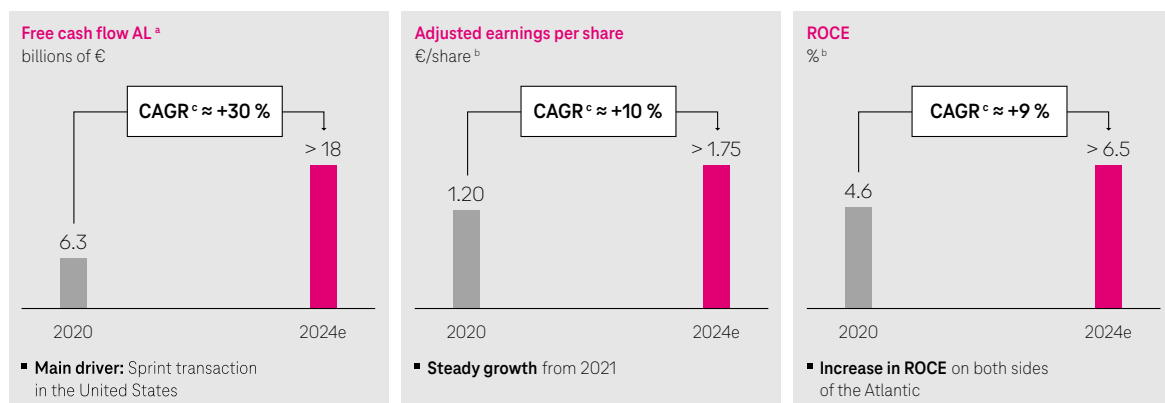 Free cash flow AL a
billions of €
CAGR c ≈ +30 %
> 18
6.3
2020
2024e
▪ Main driver: Sprint transaction
in the United States
Adjusted earnings per share
€/share b
CAGR c ≈ +10 %
> 1.75
1.20
2020
2024e
▪ Steady growth from 2021
ROCE
% b
CAGR c ≈ +9 %
> 6.5
4.6
2020
2024e
▪ Increase in ROCE on both sides
of the Atlantic